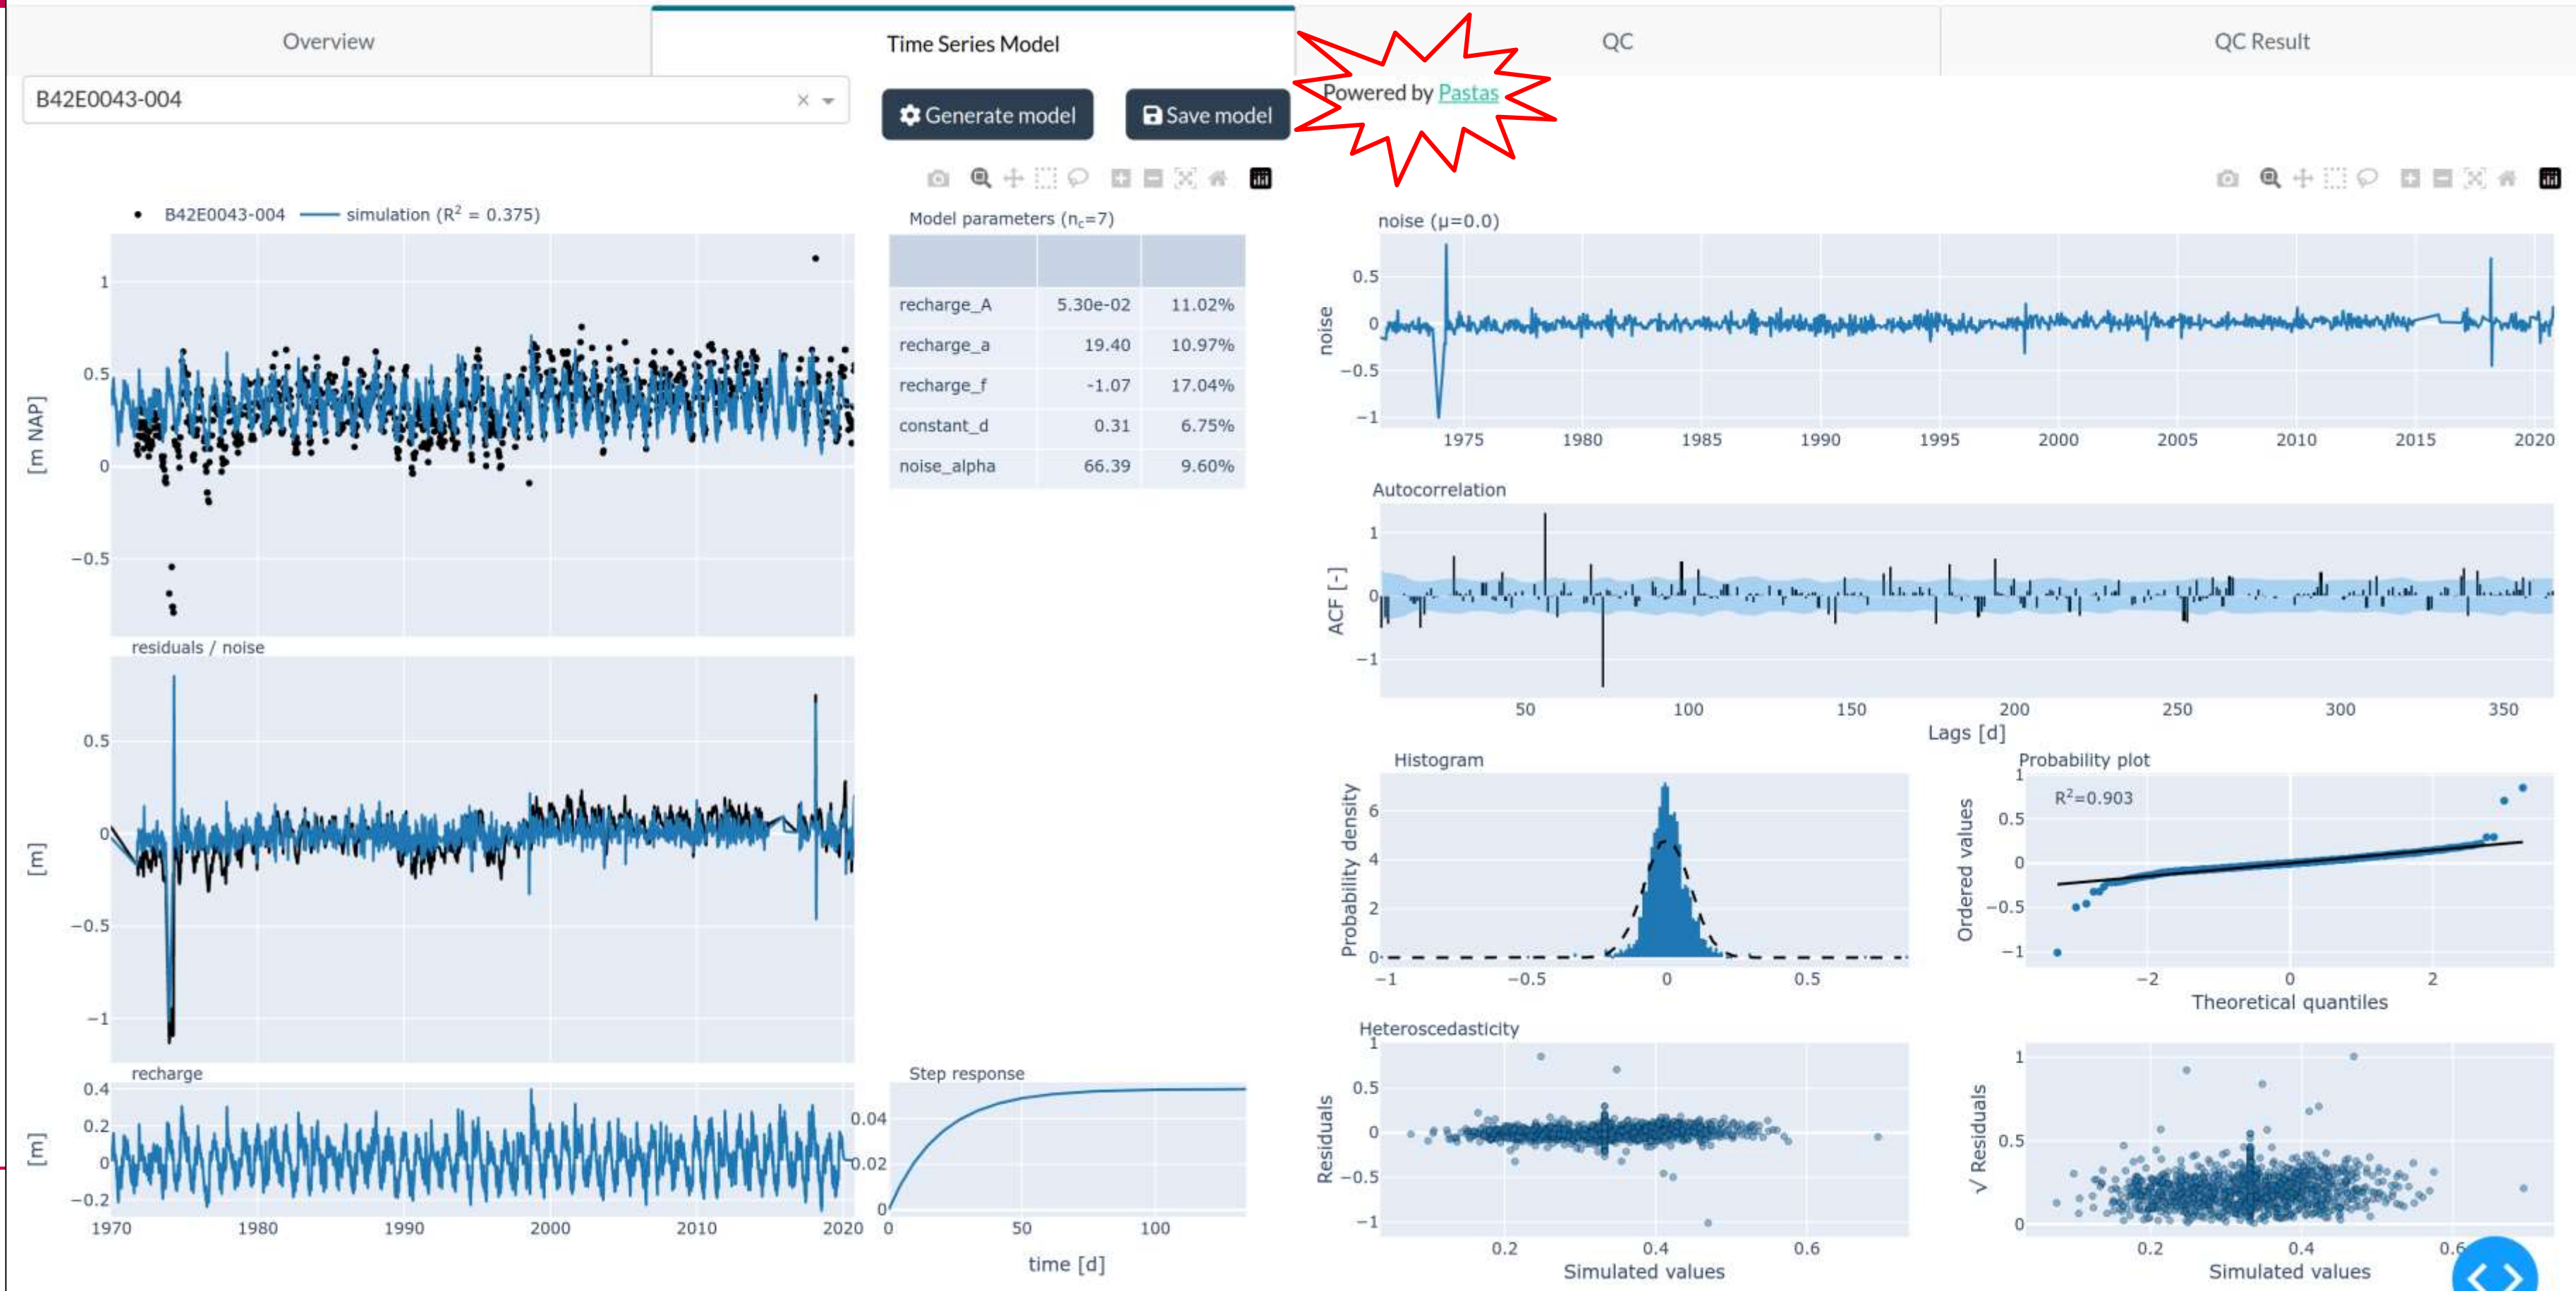 Overview
Time Series Model
QC
QC Result
B42E0043-004
Generate model
Save model
Powered by Pastas
B42E0043-004
simulation (R² = 0.375)
[m NAP]
1
0.5
0
−0.5
residuals / noise
[m]
0.5
0
−0.5
−1
recharge
[m]
0.4
0.2
0
−0.2
1970 1980 1990 2000 2010 2020
Model parameters (n_c=7)
recharge_A 5.30e-02 11.02%
recharge_a 19.40 10.97%
recharge_f -1.07 17.04%
constant_d 0.31 6.75%
noise_alpha 66.39 9.60%
Step response
0.04
0.02
0
0 50 100
time [d]
noise (μ=0.0)
noise
0.5
0
−0.5
−1
1975 1980 1985 1990 1995 2000 2005 2010 2015 2020
Autocorrelation
ACF [-]
1
0
−1
50 100 150 200 250 300 350
Lags [d]
Histogram
Probability density
6
4
2
0
−1 −0.5 0 0.5
Probability plot
R²=0.903
Ordered values
1
0.5
0
−0.5
−1
−2 0 2
Theoretical quantiles
Heteroscedasticity
Residuals
1
0.5
0
−0.5
−1
0.2 0.4 0.6
Simulated values
√ Residuals
1
0.5
0
0.2 0.4 0.6
Simulated values